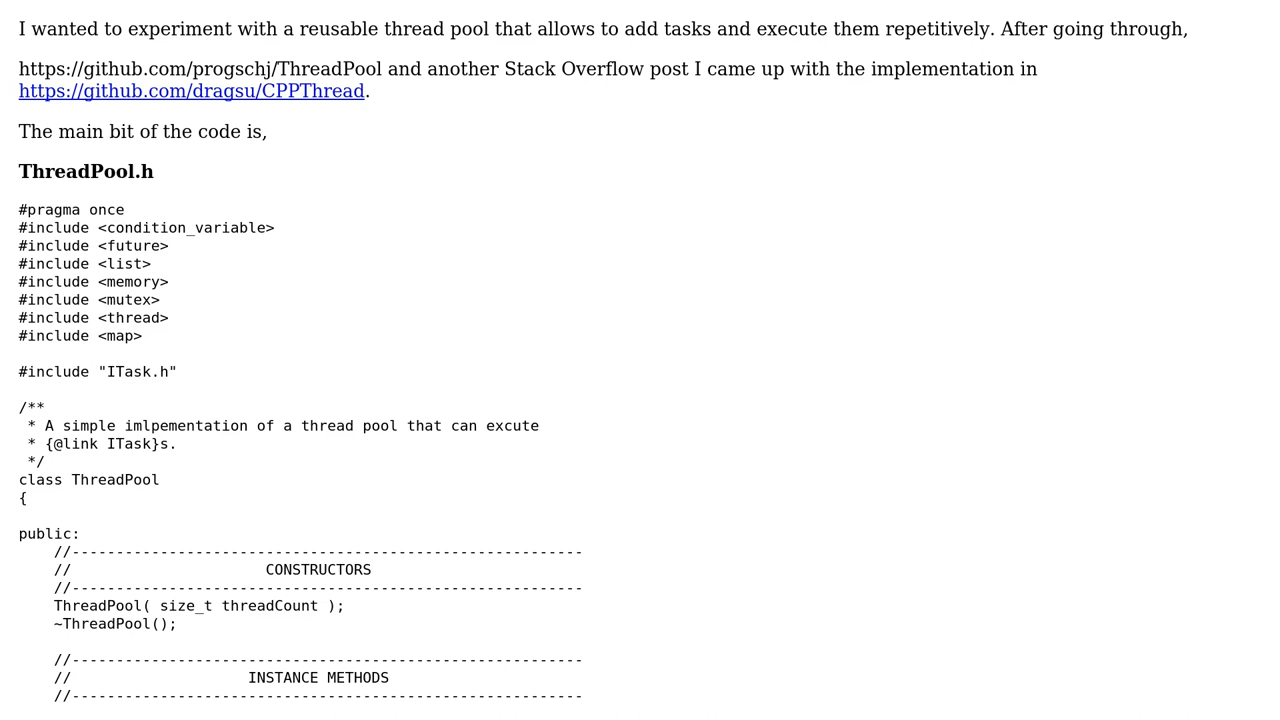 I wanted to experiment with a reusable thread pool that allows to add tasks and execute them repetitively. After going through,
https://github.com/progschj/ThreadPool and another Stack Overflow post I came up with the implementation in
https://github.com/dragsu/CPPThread.
The main bit of the code is,
ThreadPool.h
#pragma once
#include <condition_variable>
#include <future>
#include <list>
#include <memory>
#include <mutex>
#include <thread>
#include <map>

#include "ITask.h"

/**
 * A simple imlpementation of a thread pool that can excute
 * {@link ITask}s.
 */
class ThreadPool
{

public:
    //----------------------------------------------------------
    //                      CONSTRUCTORS
    //----------------------------------------------------------
    ThreadPool( size_t threadCount );
    ~ThreadPool();

    //----------------------------------------------------------
    //                    INSTANCE METHODS
    //----------------------------------------------------------